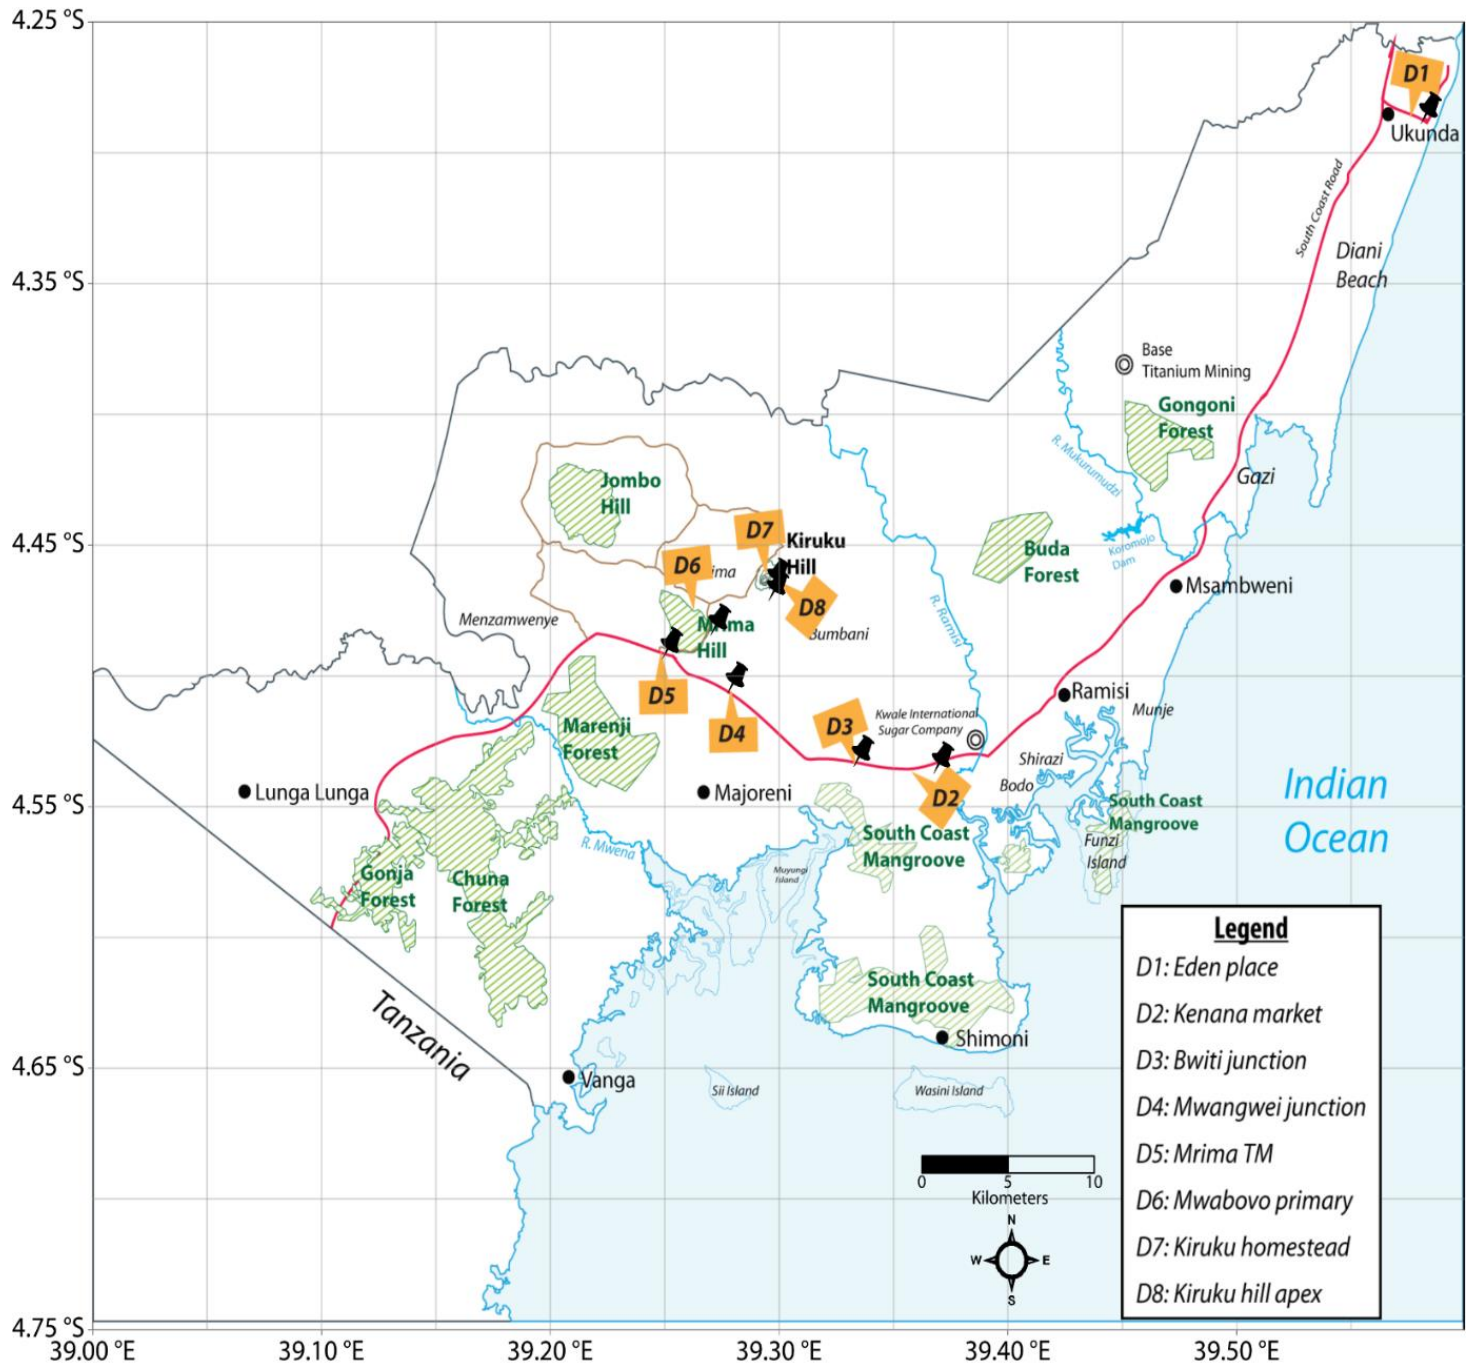 4.25 °S
D1
Ukunda
South Coast Road
Diani
Beach
4.35 °S
Base
Titanium Mining
Gongoni
Forest
R. Mukurumudzi
Gazi
Jombo
Hill
4.45 °S
D7
Kiruku
Hill
D6
D8
Bumbani
Buda
Forest
Koromojo
Dam
Msambweni
R. Ramisi
Menzamwenye
Mrima
Hill
D5
D4
D3
Kwale International
Sugar Company
Ramisi
Munje
Marenji
Forest
Shirazi
Bodo
D2
Lunga Lunga
Majoreni
4.55 °S
South Coast
Mangroove
South Coast
Mangroove
Funzi
Island
Indian
Ocean
R. Mwena
Muyungi
Island
Gonja
Forest
Chuna
Forest
South Coast
Mangroove
Shimoni
Tanzania
4.65 °S
Vanga
Sii Island
Wasini Island
0 5 10
Kilometers
N
W E
S
Legend
D1: Eden place
D2: Kenana market
D3: Bwiti junction
D4: Mwangwei junction
D5: Mrima TM
D6: Mwabovo primary
D7: Kiruku homestead
D8: Kiruku hill apex
4.75 °S
39.00 °E 39.10 °E 39.20 °E 39.30 °E 39.40 °E 39.50 °E